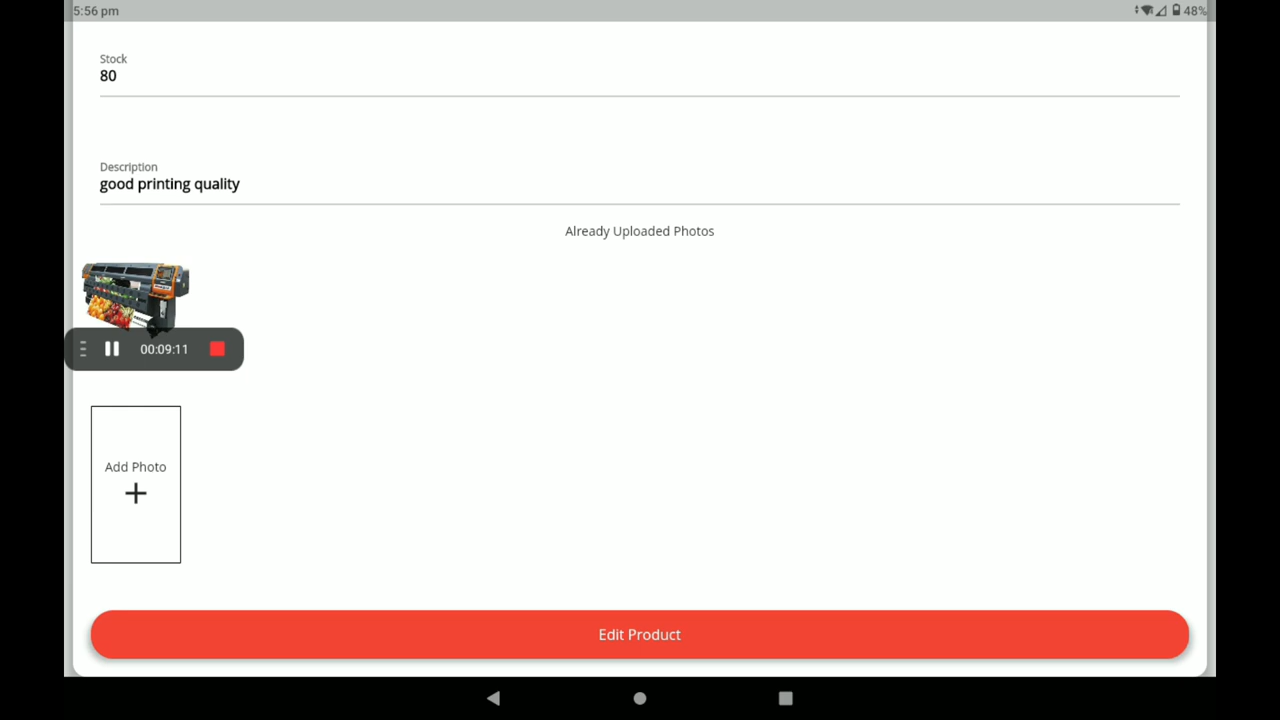 5:56 pm
48%
Stock
80
Description
good printing quality
Already Uploaded Photos
00:09:11
Add Photo
Edit Product